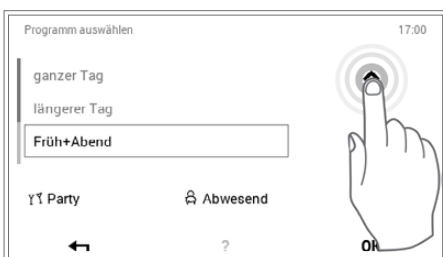 Programm auswählen 17:00
ganzer Tag
längerer Tag
Früh+Abend
Party Abwesend
? OK